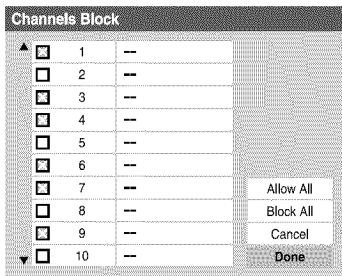 Channels Block
1 --
2 --
3 --
4 --
5 --
6 --
7 --
8 --
9 --
10 --
Allow All
Block All
Cancel
Done